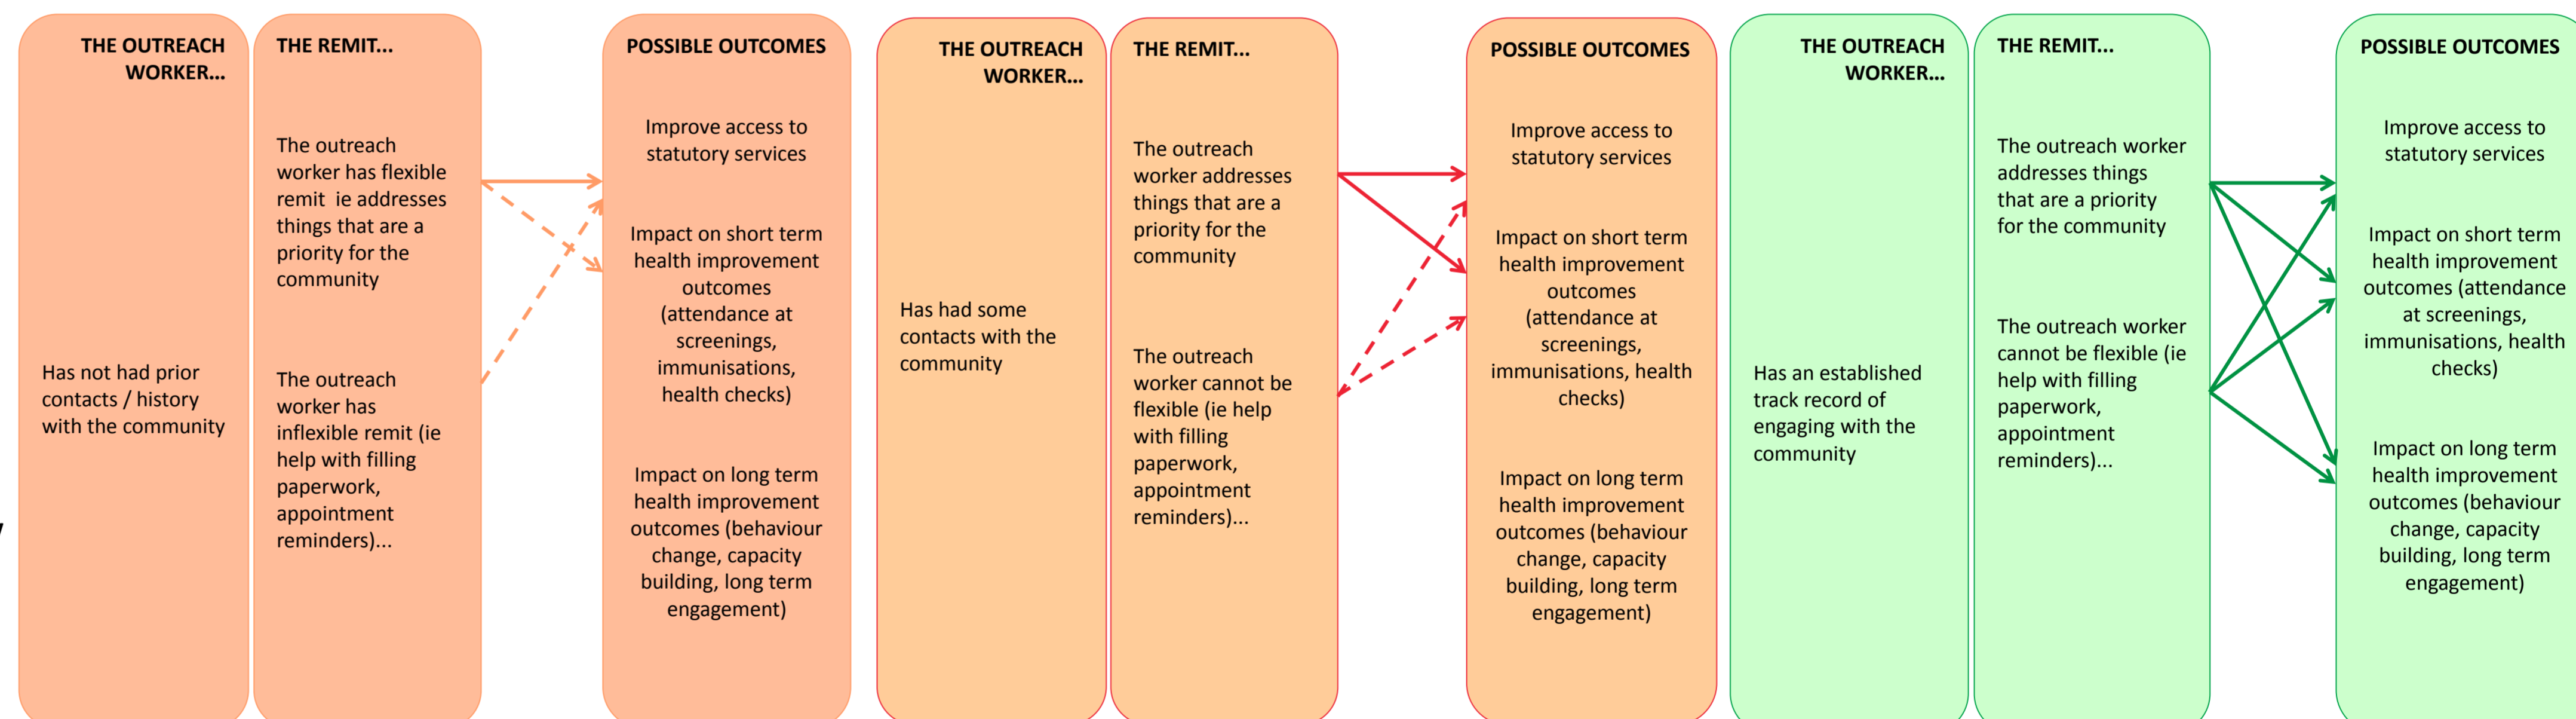 THE OUTREACH
WORKER...
Has not had prior
contacts / history
with the community
THE REMIT...
The outreach
worker has flexible
remit  ie addresses
things that are a
priority for the
community
The outreach
worker has
inflexible remit (ie
help with filling
paperwork,
appointment
reminders)...
POSSIBLE OUTCOMES
Improve access to
statutory services
Impact on short term
health improvement
outcomes
(attendance at
screenings,
immunisations,
health checks)
Impact on long term
health improvement
outcomes (behaviour
change, capacity
building, long term
engagement)
THE OUTREACH
WORKER...
Has had some
contacts with the
community
THE REMIT...
The outreach
worker addresses
things that are a
priority for the
community
The outreach
worker cannot be
flexible (ie help
with filling
paperwork,
appointment
reminders)...
POSSIBLE OUTCOMES
Improve access to
statutory services
Impact on short term
health improvement
outcomes
(attendance at
screenings,
immunisations, health
checks)
Impact on long term
health improvement
outcomes (behaviour
change, capacity
building, long term
engagement)
THE OUTREACH
WORKER...
Has an established
track record of
engaging with the
community
THE REMIT...
The outreach worker
addresses things
that are a priority
for the community
The outreach worker
cannot be flexible (ie
help with filling
paperwork,
appointment
reminders)...
POSSIBLE OUTCOMES
Improve access to
statutory services
Impact on short term
health improvement
outcomes (attendance
at screenings,
immunisations, health
checks)
Impact on long term
health improvement
outcomes (behaviour
change, capacity
building, long term
engagement)